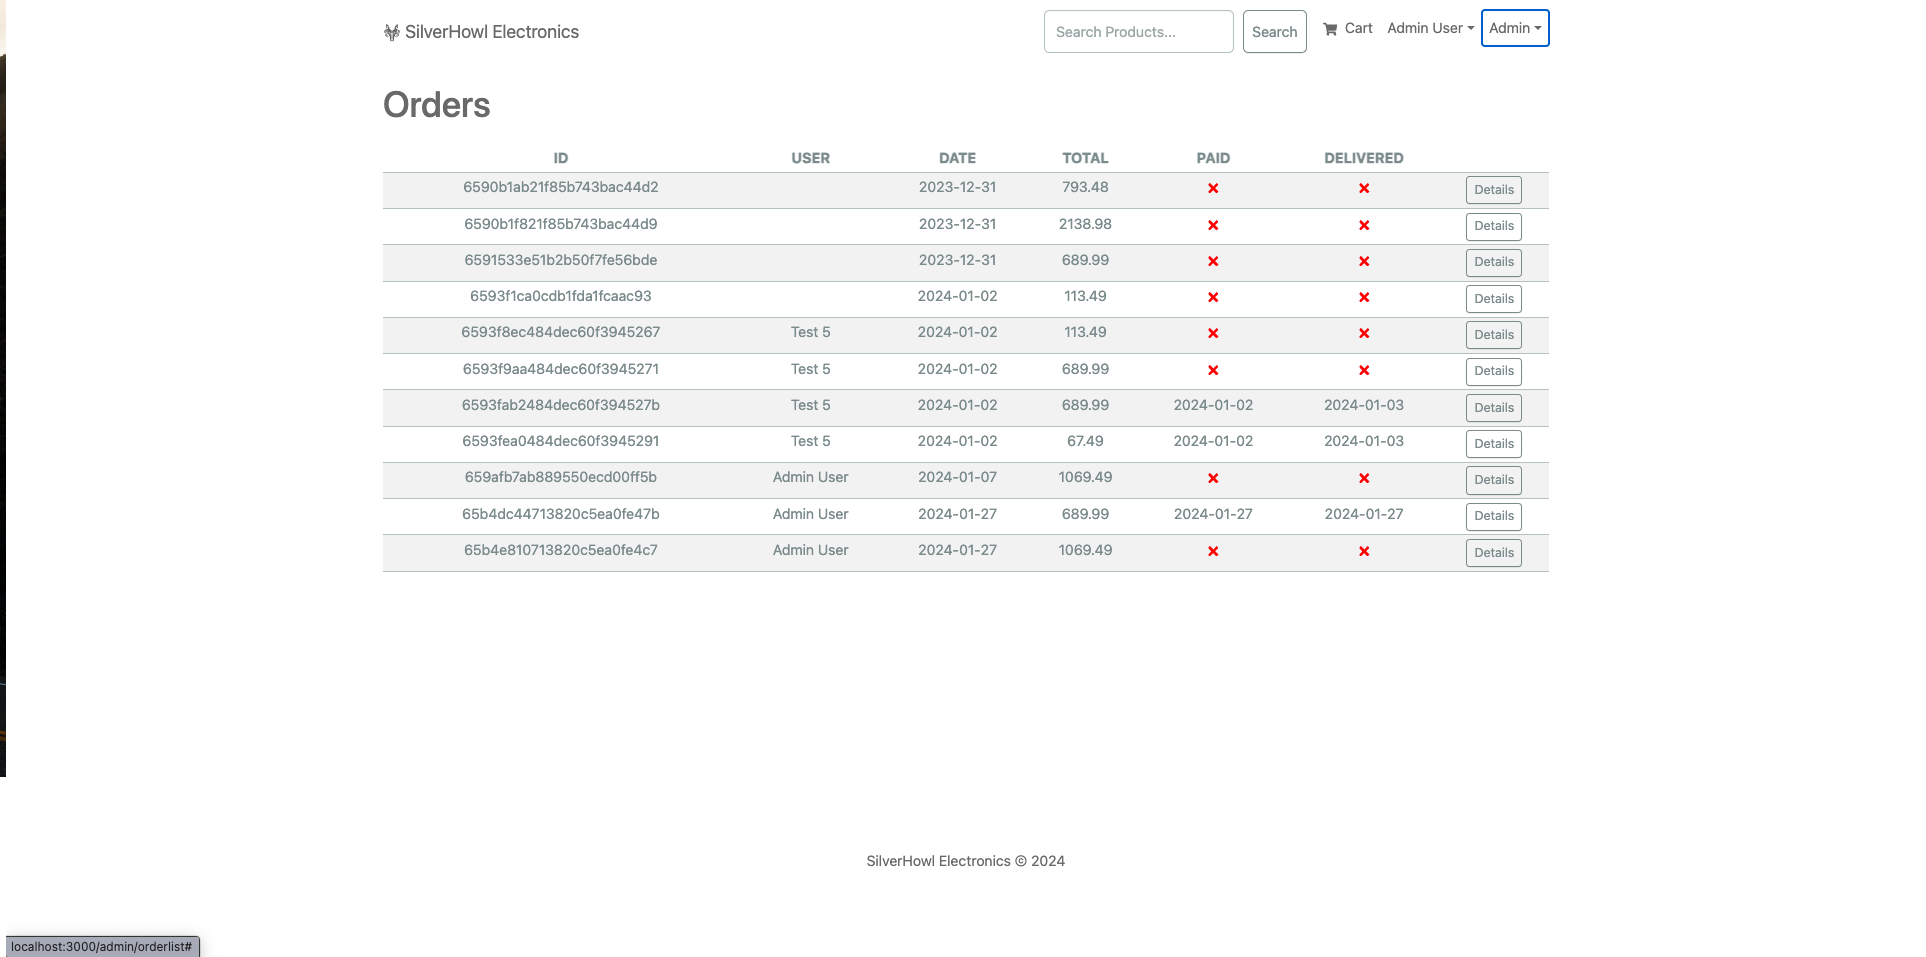 SilverHowl Electronics Search Products... Search Cart Admin User Admin
Orders
ID USER DATE TOTAL PAID DELIVERED
6590b1ab21f85b743bac44d2 2023-12-31 793.48 Details
6590b1f821f85b743bac44d9 2023-12-31 2138.98 Details
6591533e51b2b50f7fe56bde 2023-12-31 689.99 Details
6593f1ca0cdb1fda1fcaac93 2024-01-02 113.49 Details
6593f8ec484dec60f3945267 Test 5 2024-01-02 113.49 Details
6593f9aa484dec60f3945271 Test 5 2024-01-02 689.99 Details
6593fab2484dec60f394527b Test 5 2024-01-02 689.99 2024-01-02 2024-01-03 Details
6593fea0484dec60f3945291 Test 5 2024-01-02 67.49 2024-01-02 2024-01-03 Details
659afb7ab889550ecd00ff5b Admin User 2024-01-07 1069.49 Details
65b4dc44713820c5ea0fe47b Admin User 2024-01-27 689.99 2024-01-27 2024-01-27 Details
65b4e810713820c5ea0fe4c7 Admin User 2024-01-27 1069.49 Details
SilverHowl Electronics © 2024
localhost:3000/admin/orderlist#